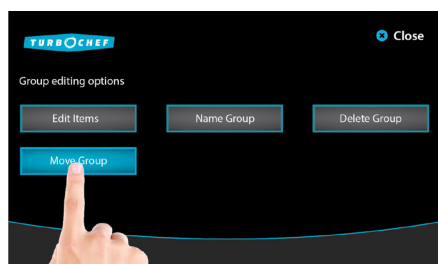 TURBOCHEF
Close
Group editing options
Edit Items Name Group Delete Group
Move Group